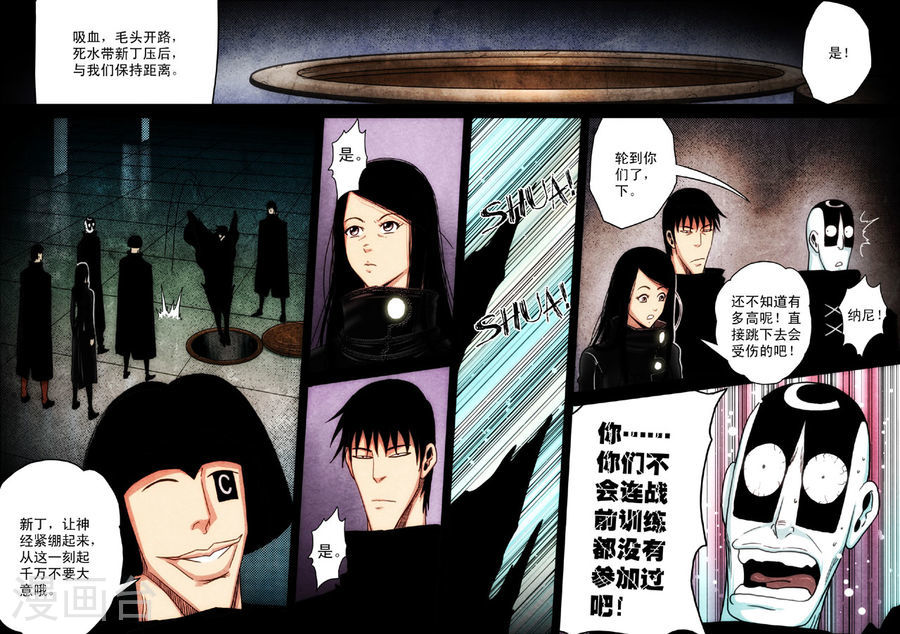 吸血，毛头开路，
死水带新丁压后，
与我们保持距离。
是！
是。
新丁，让神
经紧绷起来，
从这一刻起
千万不要大
意哦。
是。
SHUA!
SHUA!
轮到你
们了，
下。
还不知道有
多高呢！直
接跳下去会
受伤的吧！
纳尼！
你……
你们不
会连战
前训练
都没有
参加过
吧！
C
漫画台